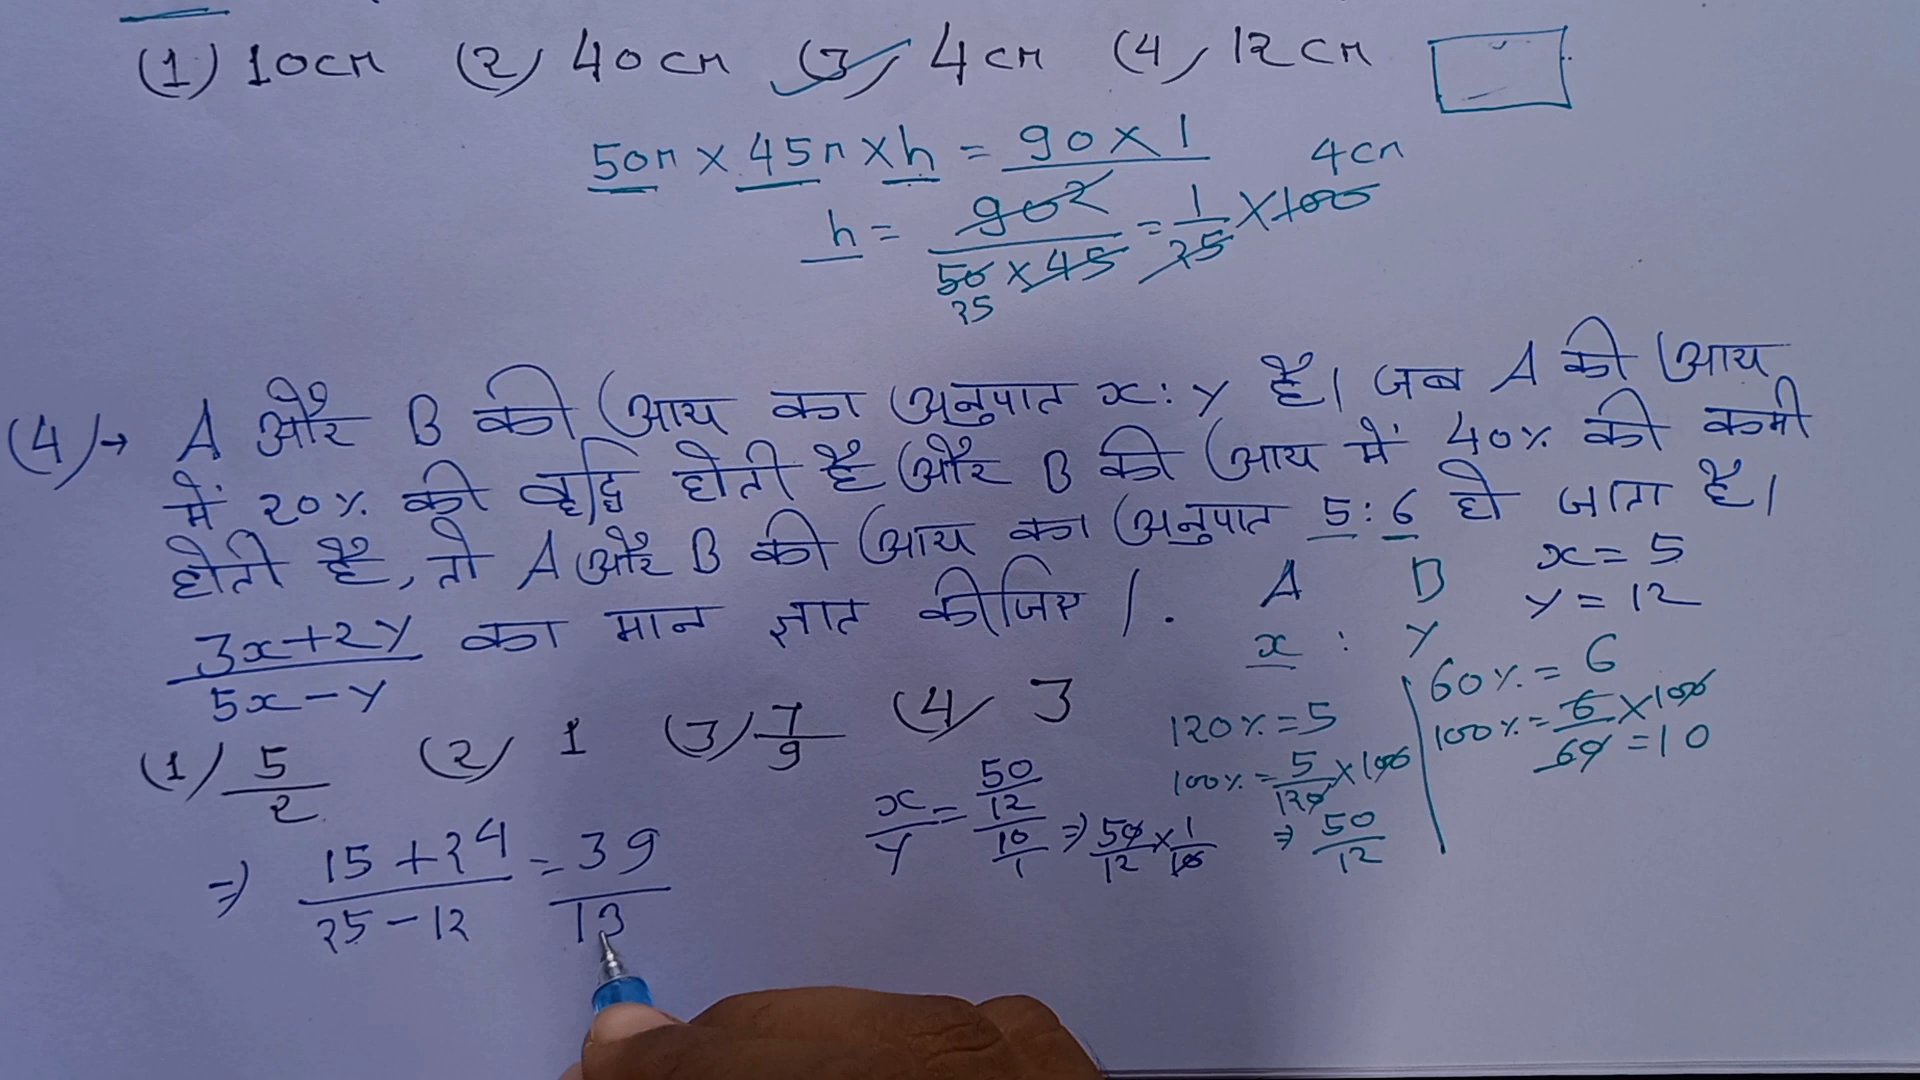 (1) 10cm (2) 40cm (3) 4cm (4) 12cm
50m × 45m × h = 90 × 1
4cm
h = 90 2 / 50 × 45 = 1/25 × 100
25
(4)→ A और B की आय का अनुपात x : y है। जब A की आय
में 20% की वृद्धि होती है और B की आय में 40% की कमी
होती है, तो A और B की आय का अनुपात 5 : 6 हो जाता है।
3x+2y / 5x-y का मान ज्ञात कीजिए।.
A B
x : y
x = 5
y = 12
(1) 5/2 (2) 1 (3) 7/9 (4) 3
120% = 5
100% = 5/120 × 100
⇒ 50/12
60% = 6
100% = 6/60 × 100 = 10
x/y = 50/12 / 10/1 ⇒ 50/12 × 1/10
⇒ 15+24 / 25-12 = 39/13